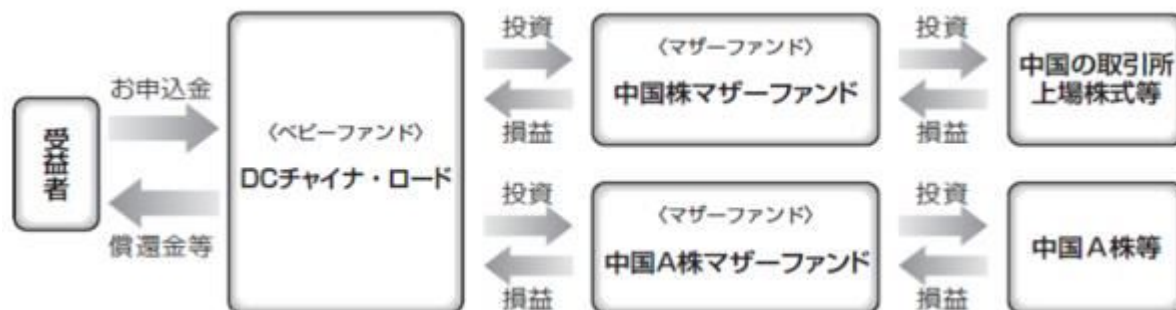 受益者
お申込金
償還金等
〈ベビーファンド〉
DCチャイナ・ロード
投資
損益
〈マザーファンド〉
中国株マザーファンド
投資
損益
中国の取引所
上場株式等
投資
損益
〈マザーファンド〉
中国A株マザーファンド
投資
損益
中国A株等